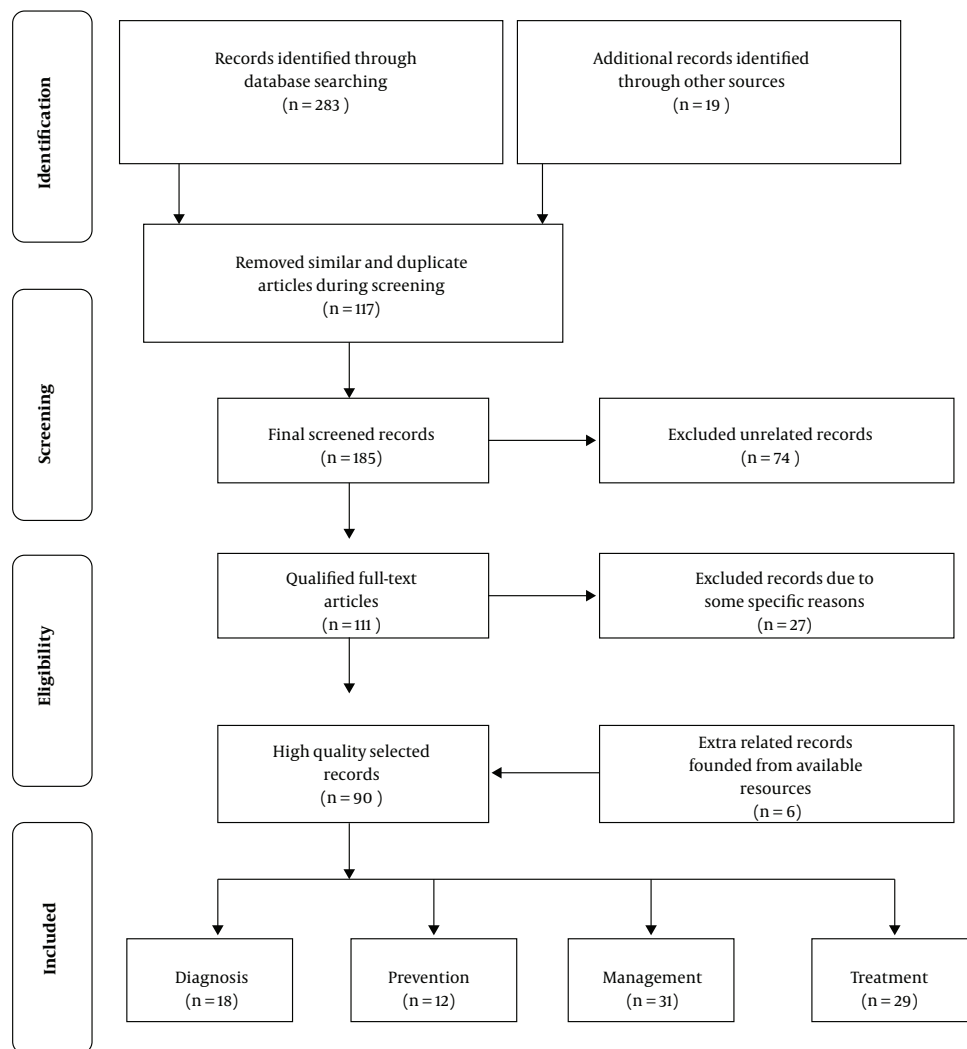 Identification
Records identified through
database searching
(n = 283 )
Additional records identified
through other sources
(n = 19 )
Removed similar and duplicate
articles during screening
(n = 117)
Screening
Final screened records
(n = 185)
Excluded unrelated records
(n = 74 )
Eligibility
Qualified full-text
articles
(n = 111 )
Excluded records due to
some specific reasons
(n = 27)
High quality selected
records
(n = 90 )
Extra related records
founded from available
resources
(n = 6)
Included
Diagnosis
(n = 18)
Prevention
(n = 12)
Management
(n = 31)
Treatment
(n = 29)